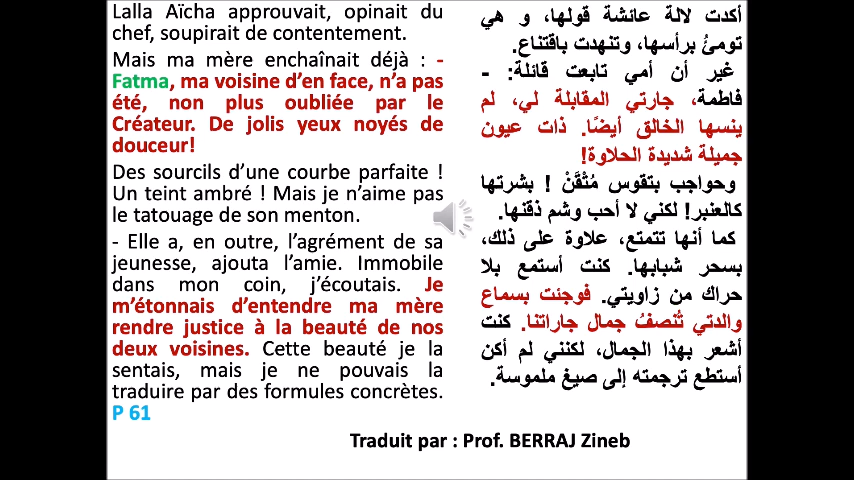 Lalla Aïcha approuvait, opinait du
chef, soupirait de contentement.
Mais ma mère enchaînait déjà : -
Fatma, ma voisine d’en face, n’a pas
été, non plus oubliée par le
Créateur. De jolis yeux noyés de
douceur!
Des sourcils d’une courbe parfaite !
Un teint ambré ! Mais je n’aime pas
le tatouage de son menton.
- Elle a, en outre, l’agrément de sa
jeunesse, ajouta l’amie. Immobile
dans mon coin, j’écoutais. Je
m’étonnais d’entendre ma mère
rendre justice à la beauté de nos
deux voisines. Cette beauté je la
sentais, mais je ne pouvais la
traduire par des formules concrètes.
P 61
أكدت لالة عائشة قولها، و هي
تومئُ برأسها، وتنهدت باقتناع.
غير أن أمي تابعت قائلة: -
فاطمة، جارتي المقابلة لي، لم
ينسها الخالق أيضًا. ذات عيون
جميلة شديدة الحلاوة!
وحواجب بتقوس مُتْقَنْ ! بشرتها
كالعنبر! لكني لا أحب وشم ذقنها.
كما أنها تتمتع، علاوة على ذلك،
بسحر شبابها. كنت أستمع بلا
حراك من زاويتي. فوجئت بسماع
والدتي تُنصفُ جمال جاراتنا. كنت
أشعر بهذا الجمال، لكنني لم أكن
أستطع ترجمته إلى صيغ ملموسة.
Traduit par : Prof. BERRAJ Zineb